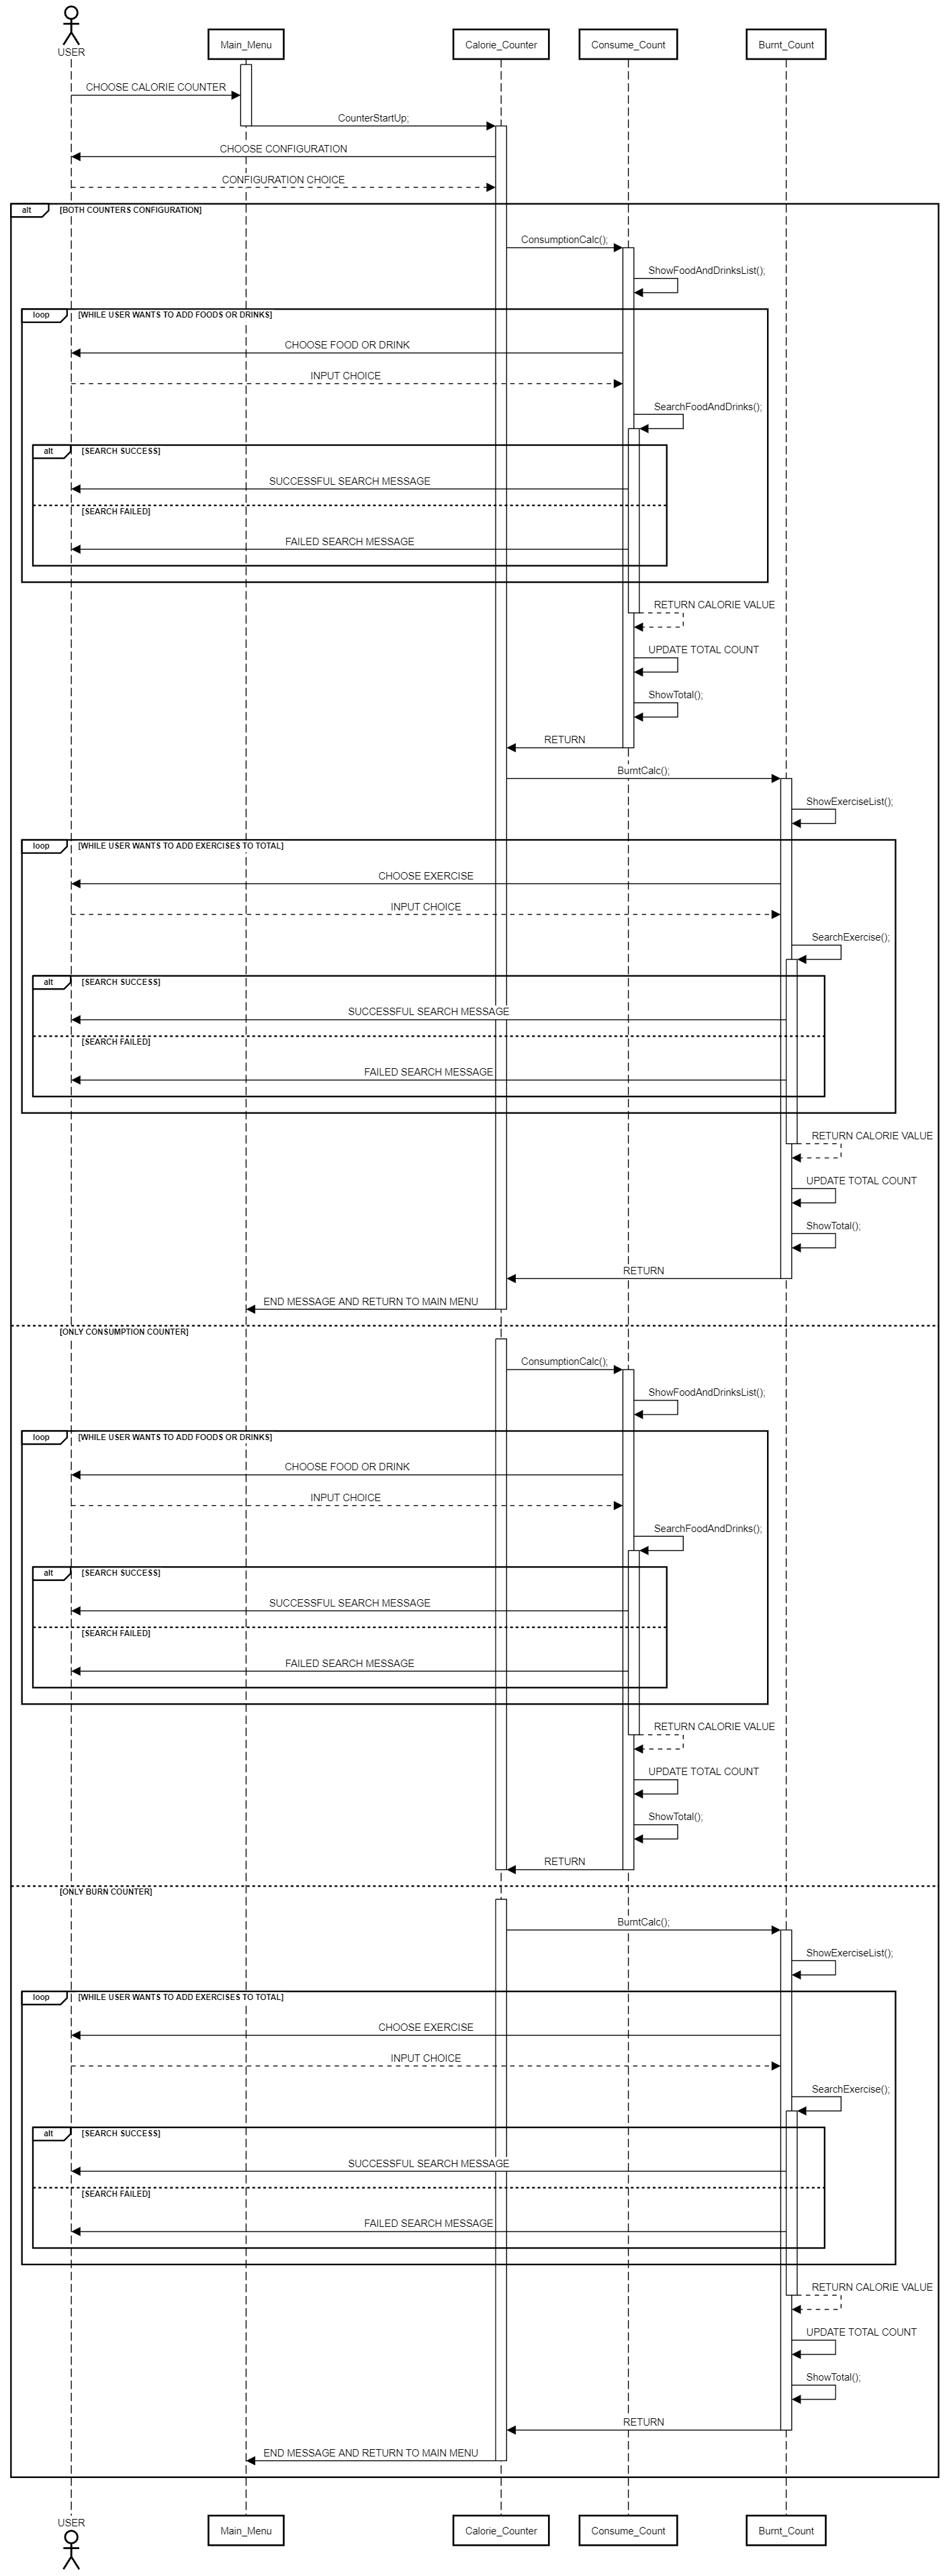 USER
Main_Menu
Calorie_Counter
Consume_Count
Burnt_Count
CHOOSE CALORIE COUNTER
CounterStartUp;
CHOOSE CONFIGURATION
CONFIGURATION CHOICE
alt
[BOTH COUNTERS CONFIGURATION]
ConsumptionCalc();
ShowFoodAndDrinksList();
loop
[WHILE USER WANTS TO ADD FOODS OR DRINKS]
CHOOSE FOOD OR DRINK
INPUT CHOICE
SearchFoodAndDrinks();
alt
[SEARCH SUCCESS]
SUCCESSFUL SEARCH MESSAGE
[SEARCH FAILED]
FAILED SEARCH MESSAGE
RETURN CALORIE VALUE
UPDATE TOTAL COUNT
ShowTotal();
RETURN
BurntCalc();
ShowExerciseList();
loop
[WHILE USER WANTS TO ADD EXERCISES TO TOTAL]
CHOOSE EXERCISE
INPUT CHOICE
SearchExercise();
alt
[SEARCH SUCCESS]
SUCCESSFUL SEARCH MESSAGE
[SEARCH FAILED]
FAILED SEARCH MESSAGE
RETURN CALORIE VALUE
UPDATE TOTAL COUNT
ShowTotal();
RETURN
END MESSAGE AND RETURN TO MAIN MENU
[ONLY CONSUMPTION COUNTER]
ConsumptionCalc();
ShowFoodAndDrinksList();
loop
[WHILE USER WANTS TO ADD FOODS OR DRINKS]
CHOOSE FOOD OR DRINK
INPUT CHOICE
SearchFoodAndDrinks();
alt
[SEARCH SUCCESS]
SUCCESSFUL SEARCH MESSAGE
[SEARCH FAILED]
FAILED SEARCH MESSAGE
RETURN CALORIE VALUE
UPDATE TOTAL COUNT
ShowTotal();
RETURN
[ONLY BURN COUNTER]
BurntCalc();
ShowExerciseList();
loop
[WHILE USER WANTS TO ADD EXERCISES TO TOTAL]
CHOOSE EXERCISE
INPUT CHOICE
SearchExercise();
alt
[SEARCH SUCCESS]
SUCCESSFUL SEARCH MESSAGE
[SEARCH FAILED]
FAILED SEARCH MESSAGE
RETURN CALORIE VALUE
UPDATE TOTAL COUNT
ShowTotal();
RETURN
END MESSAGE AND RETURN TO MAIN MENU
USER
Main_Menu
Calorie_Counter
Consume_Count
Burnt_Count